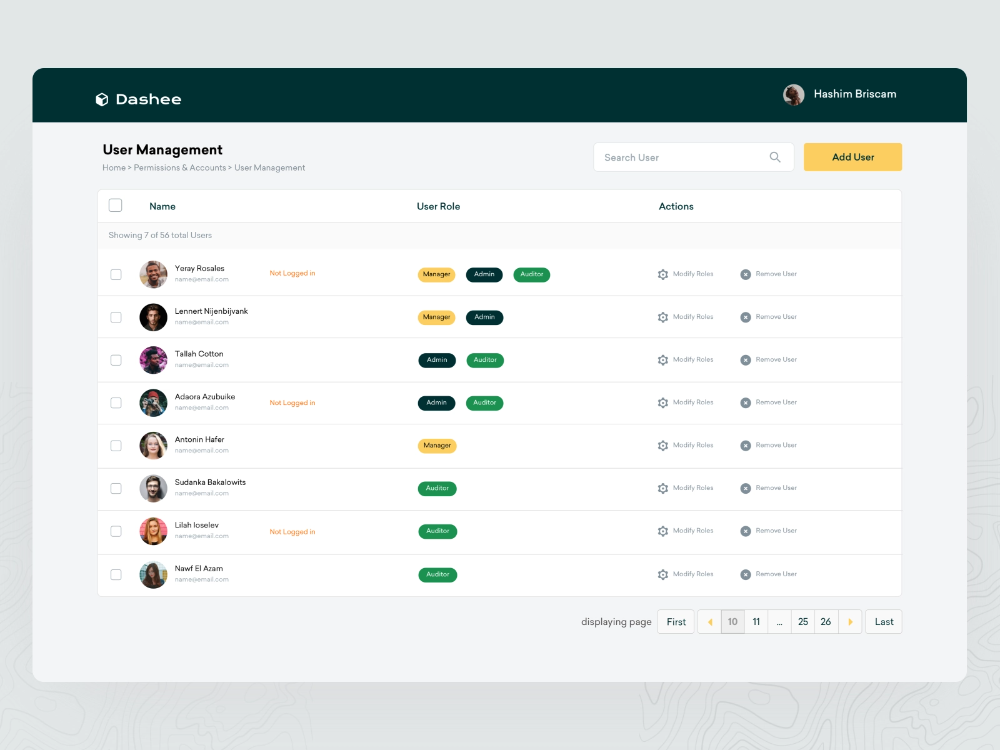 Dashee
Hashim Briscam
User Management
Home > Permissions & Accounts > User Management
Search User
Add User
Name User Role Actions
Showing 7 of 56 total Users
Yeray Rosales
name@email.com
Not Logged in
Manager Admin Auditor
Modify Roles Remove User
Lennert Nijenbijvank
name@email.com
Manager Admin
Modify Roles Remove User
Tallah Cotton
name@email.com
Admin Auditor
Modify Roles Remove User
Adaora Azubuike
name@email.com
Not Logged in
Admin Auditor
Modify Roles Remove User
Antonin Hafer
name@email.com
Manager
Modify Roles Remove User
Sudanka Bakalowits
name@email.com
Auditor
Modify Roles Remove User
Lilah Ioselev
name@email.com
Not Logged in
Auditor
Modify Roles Remove User
Nawf El Azam
name@email.com
Auditor
Modify Roles Remove User
displaying page First 10 11 ... 25 26 Last